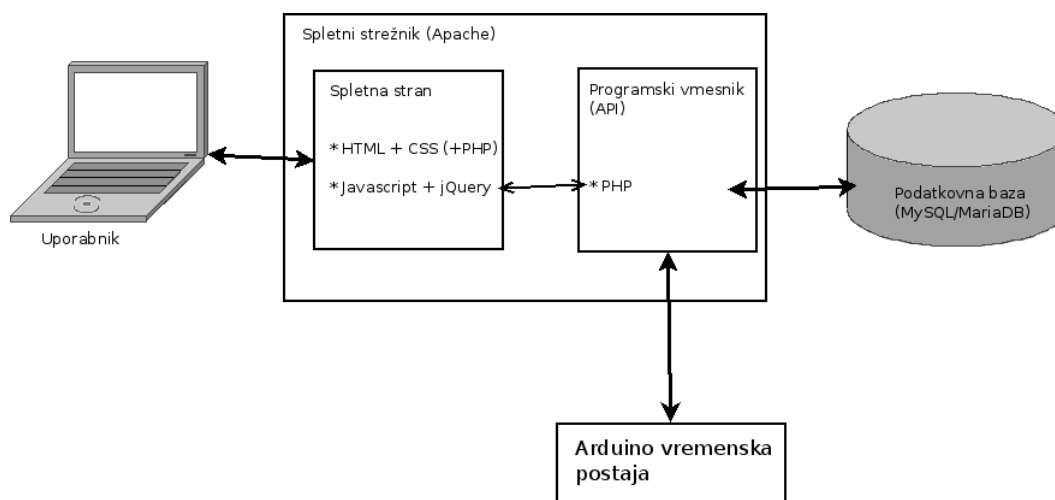 Spletni strežnik (Apache)
Spletna stran
* HTML + CSS (+PHP)
* Javascript + jQuery
Programski vmesnik
(API)
* PHP
Podatkovna baza
(MySQL/MariaDB)
Uporabnik
Arduino vremenska
postaja